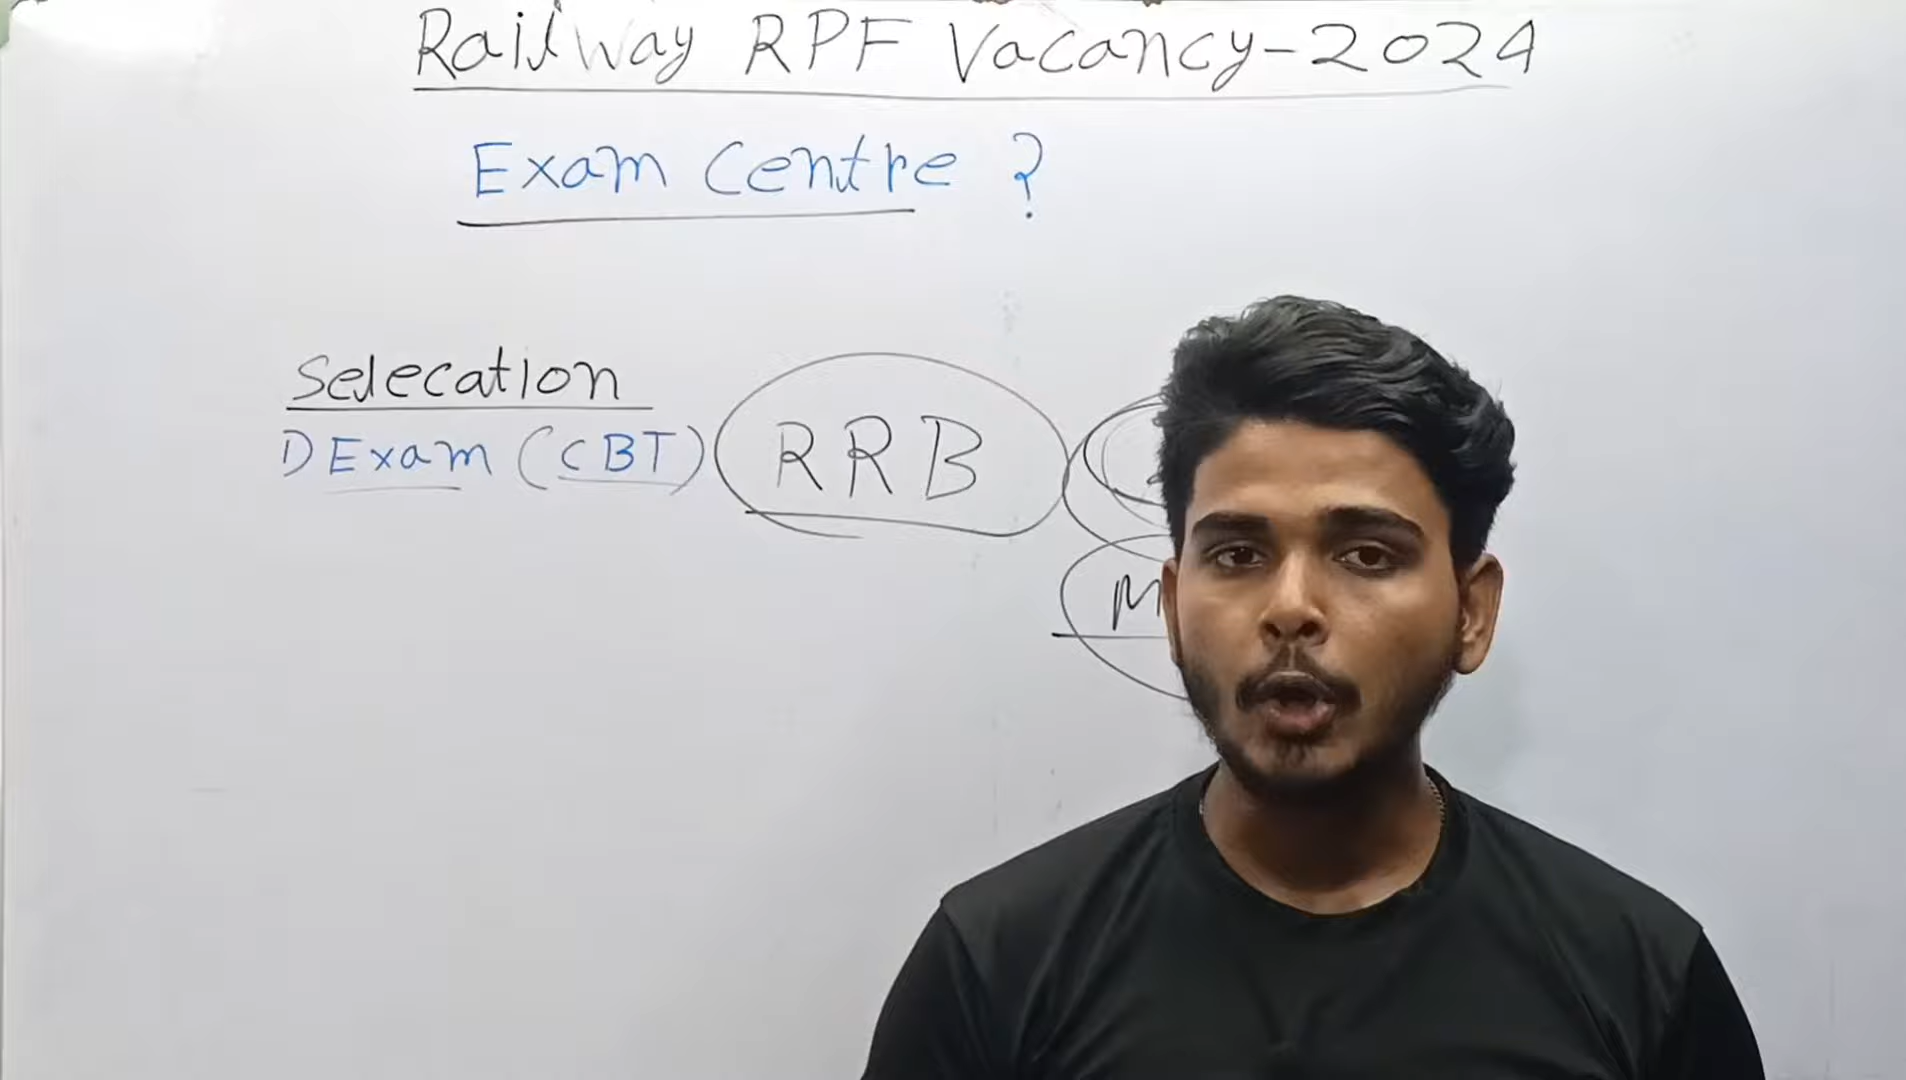 Railway RPF Vacancy-2024
Exam Centre ?
Selecation
1) Exam (CBT) RRB